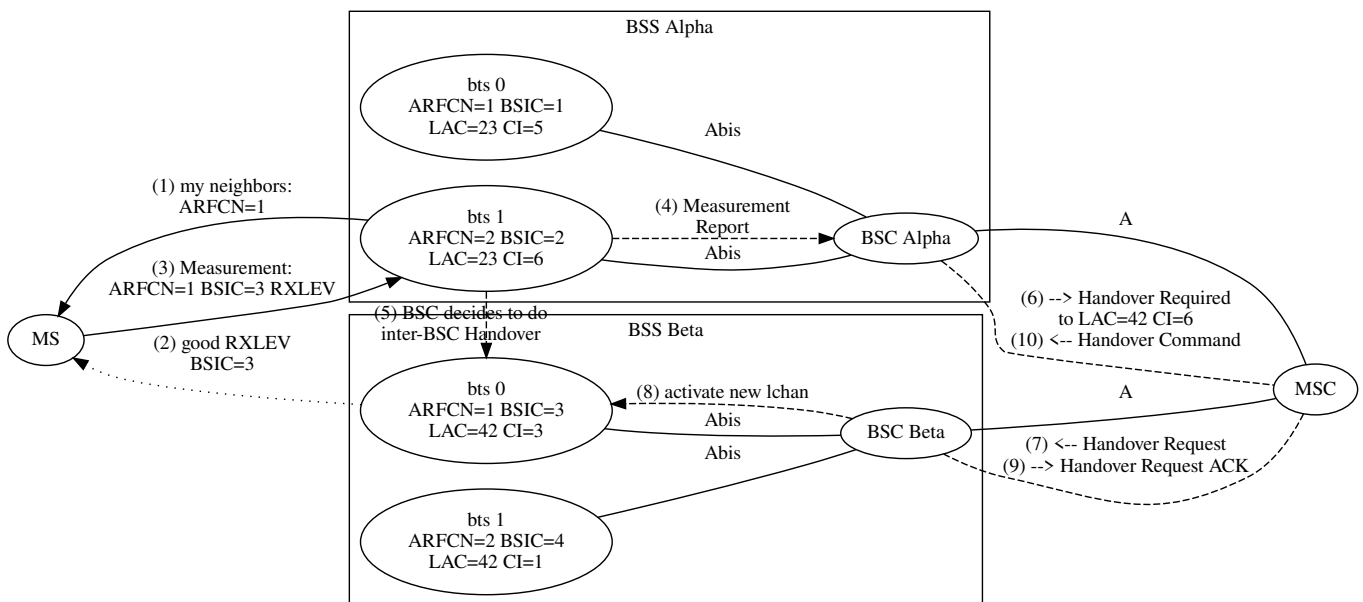 BSS Alpha
bts 0
ARFCN=1 BSIC=1
LAC=23 CI=5
Abis
(1) my neighbors:
ARFCN=1
bts 1
ARFCN=2 BSIC=2
LAC=23 CI=6
(4) Measurement
Report
Abis
BSC Alpha
A
(3) Measurement:
ARFCN=1 BSIC=3 RXLEV
MS
(2) good RXLEV
BSIC=3
(5) BSC decides to do
inter-BSC Handover
(6) --> Handover Required
to LAC=42 CI=6
(10) <-- Handover Command
MSC
BSS Beta
bts 0
ARFCN=1 BSIC=3
LAC=42 CI=3
(8) activate new lchan
Abis
Abis
BSC Beta
A
(7) <-- Handover Request
(9) --> Handover Request ACK
bts 1
ARFCN=2 BSIC=4
LAC=42 CI=1